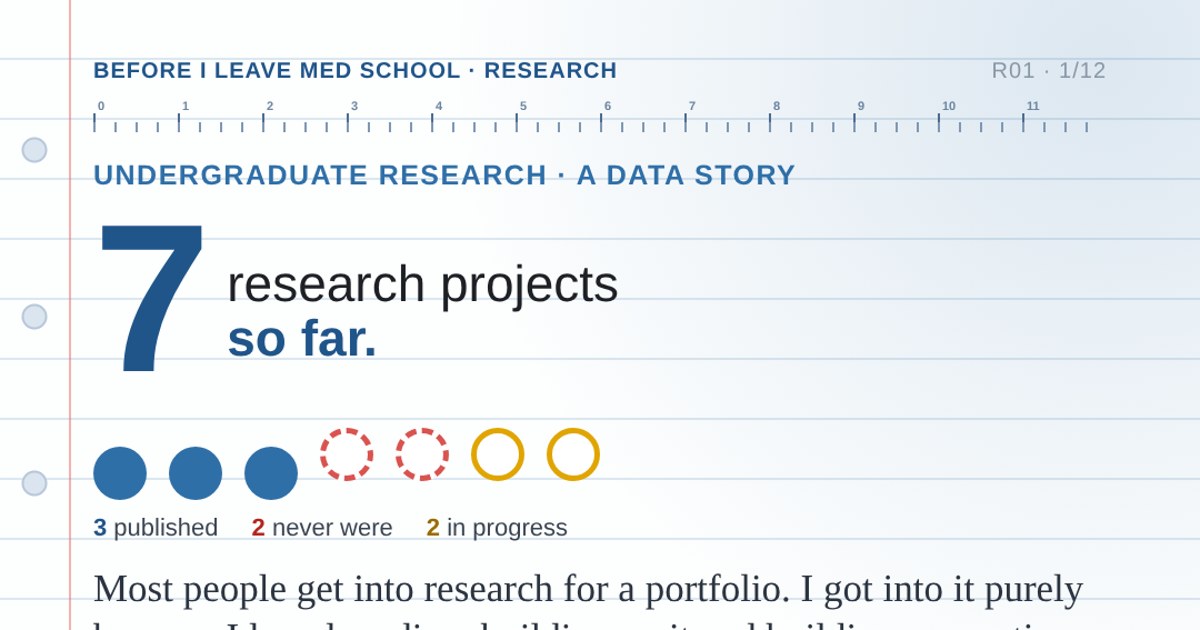 BEFORE I LEAVE MED SCHOOL · RESEARCH
R01 · 1/12
0 1 2 3 4 5 6 7 8 9 10 11
UNDERGRADUATE RESEARCH · A DATA STORY
7
research projects
so far.
3 published 2 never were 2 in progress
Most people get into research for a portfolio. I got into it purely